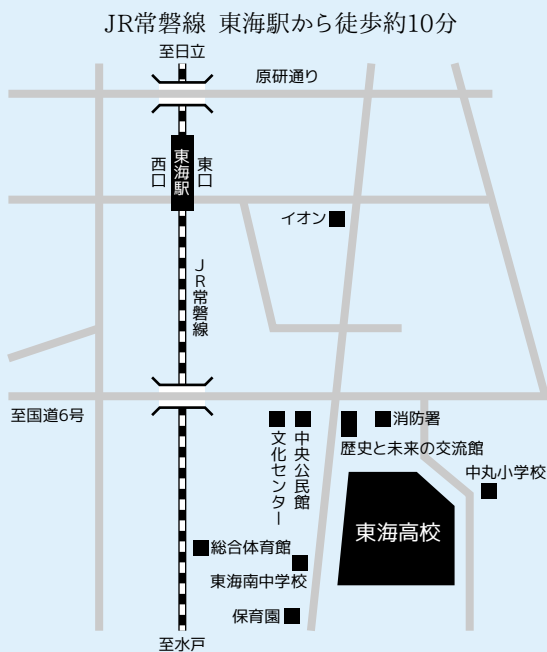 JR常磐線 東海駅から徒歩約10分
至日立
原研通り
西口
東海駅
東口
イオン
JR常磐線
至国道6号
文化センター
中央公民館
消防署
歴史と未来の交流館
中丸小学校
東海高校
総合体育館
東海南中学校
保育園
至水戸